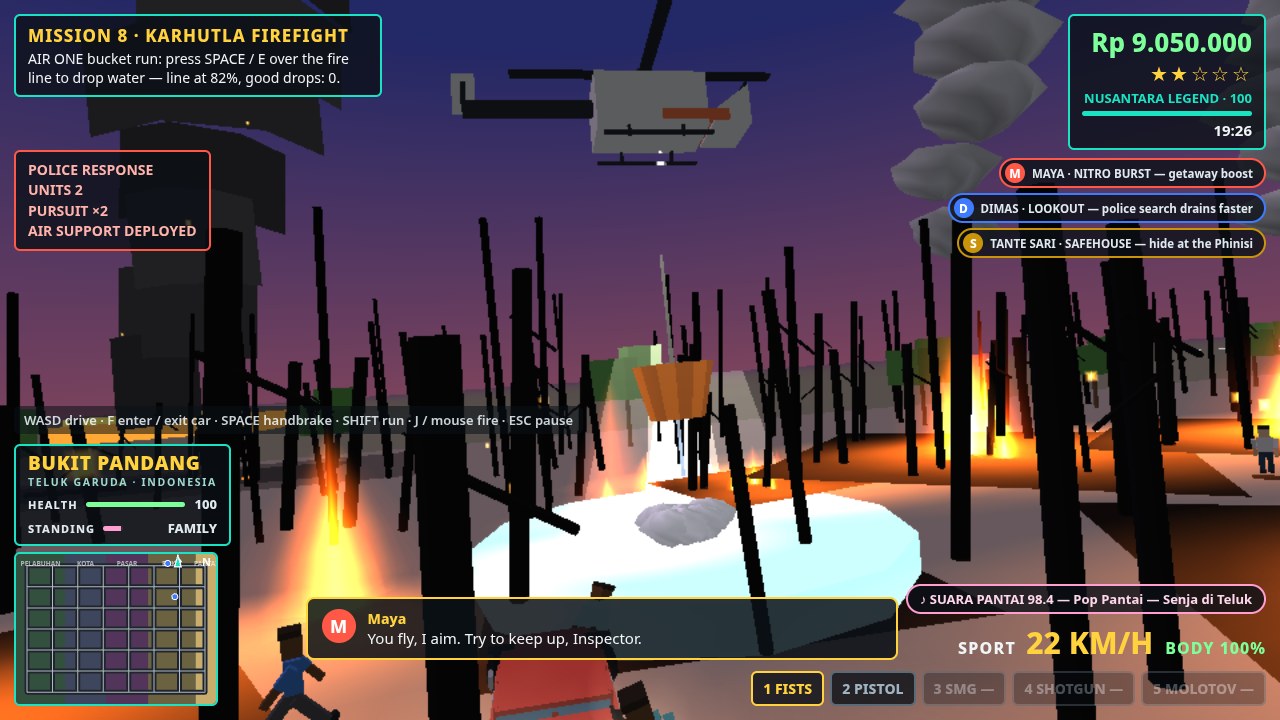 MISSION 8 · KARHUTLA FIREFIGHT
AIR ONE bucket run: press SPACE / E over the fire
line to drop water — line at 82%, good drops: 0.
Rp 9.050.000
★★☆☆☆
NUSANTARA LEGEND · 100
19:26
POLICE RESPONSE
UNITS 2
PURSUIT ×2
AIR SUPPORT DEPLOYED
M MAYA · NITRO BURST — getaway boost
D DIMAS · LOOKOUT — police search drains faster
S TANTE SARI · SAFEHOUSE — hide at the Phinisi
WASD drive · F enter / exit car · SPACE handbrake · SHIFT run · J / mouse fire · ESC pause
BUKIT PANDANG
TELUK GARUDA · INDONESIA
HEALTH 100
STANDING FAMILY
PELABUHAN KOTA PASAR N
M Maya
You fly, I aim. Try to keep up, Inspector.
♪ SUARA PANTAI 98.4 — Pop Pantai — Senja di Teluk
SPORT 22 KM/H BODY 100%
1 FISTS 2 PISTOL 3 SMG — 4 SHOTGUN — 5 MOLOTOV —